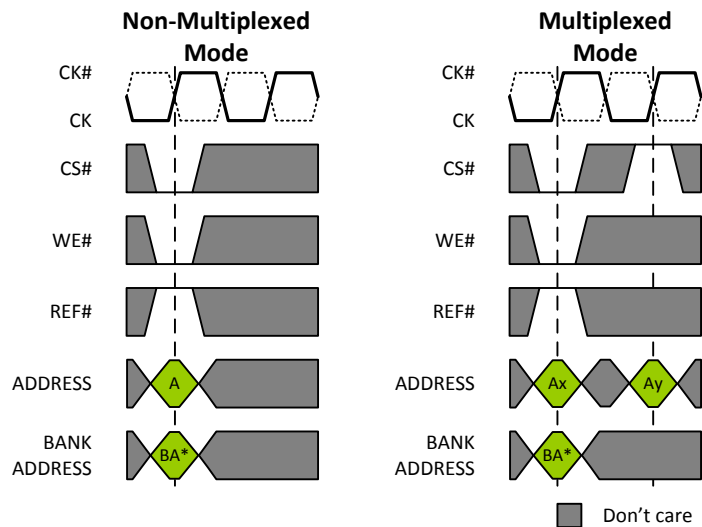 Non-Multiplexed
Mode
CK#
CK
CS#
WE#
REF#
ADDRESS
A
BANK
ADDRESS
BA*
Multiplexed
Mode
CK#
CK
CS#
WE#
REF#
ADDRESS
Ax
Ay
BANK
ADDRESS
BA*
Don't care